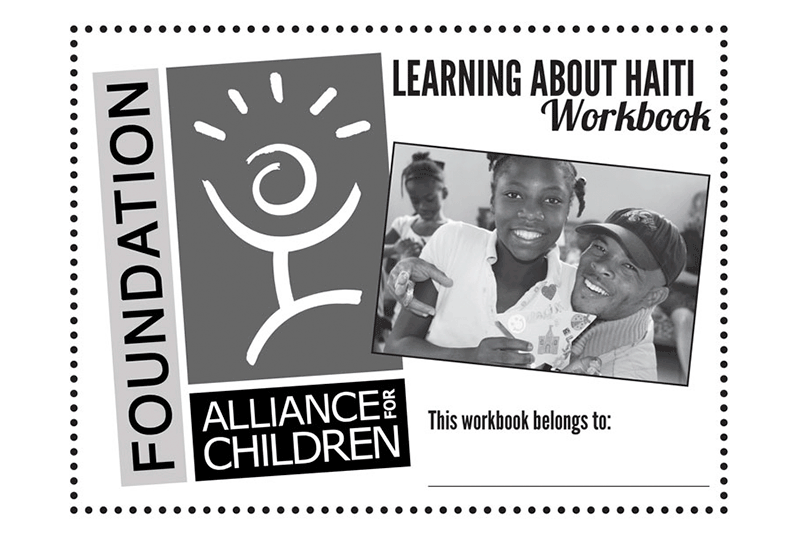 FOUNDATION
ALLIANCE FOR
CHILDREN
LEARNING ABOUT HAITI
Workbook
This workbook belongs to: